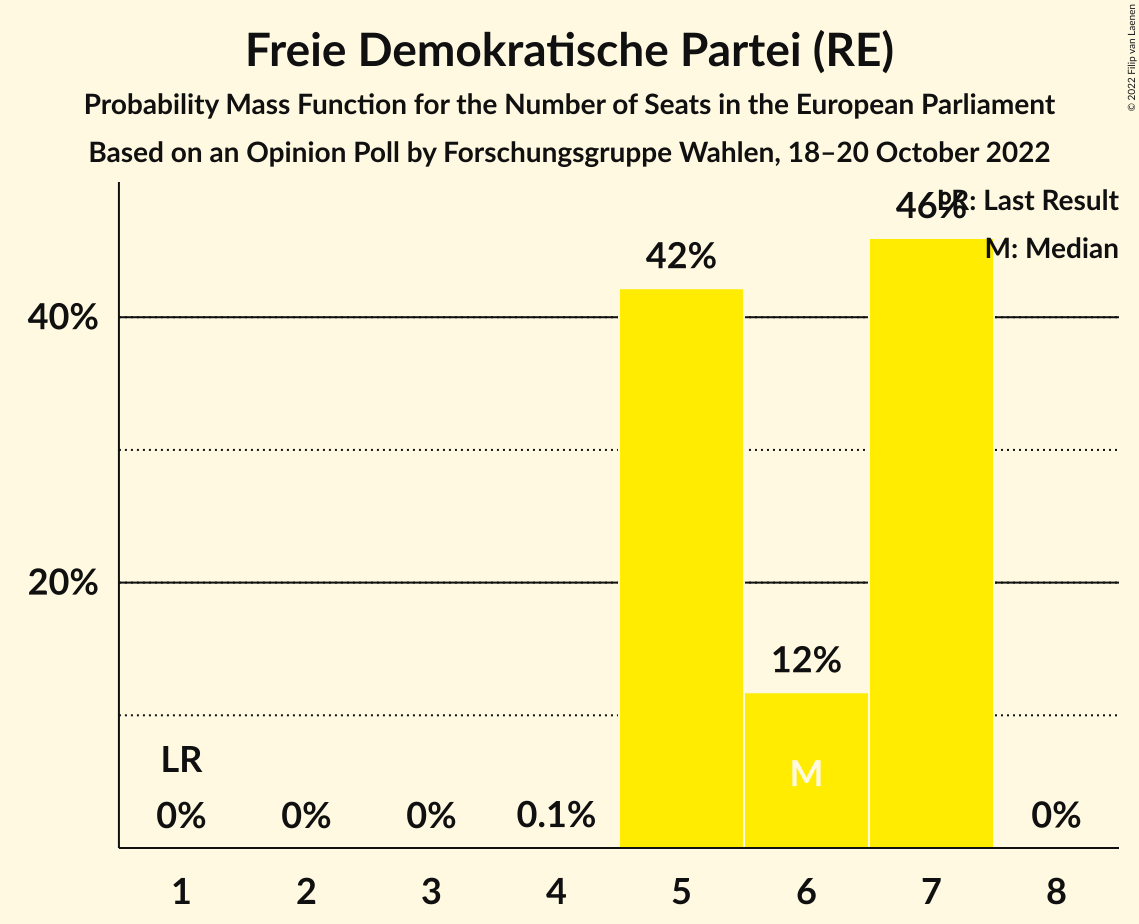 Freie Demokratische Partei (RE)
Probability Mass Function for the Number of Seats in the European Parliament
Based on an Opinion Poll by Forschungsgruppe Wahlen, 18–20 October 2022
© 2022 Filip van Laenen
LR: Last Result
M: Median
46%
42%
40%
20%
12%
M
LR
0%
0%
0%
0.1%
0%
1 2 3 4 5 6 7 8